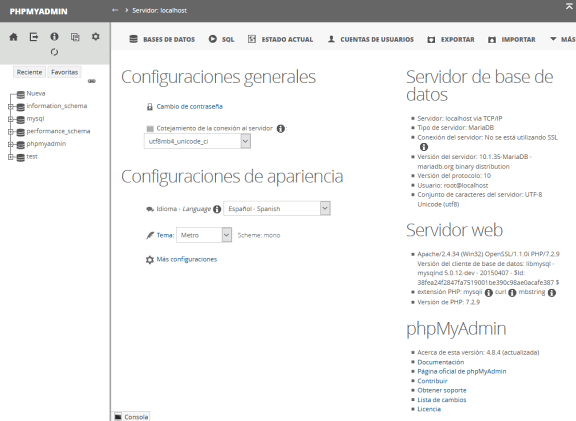 PHPMYADMIN
Servidor: localhost
BASES DE DATOS SQL ESTADO ACTUAL CUENTAS DE USUARIOS EXPORTAR IMPORTAR MÁS
Reciente Favoritas
Nueva
information_schema
mysql
performance_schema
phpmyadmin
test
Configuraciones generales
Cambio de contraseña
Cotejamiento de la conexión al servidor :
utf8mb4_unicode_ci
Configuraciones de apariencia
Idioma - Language Español - Spanish
Tema: Metro Scheme: mono
Más configuraciones
Servidor de base de
datos
Servidor: localhost via TCP/IP
Tipo de servidor: MariaDB
Conexión del servidor: No se está utilizando SSL
Versión del servidor: 10.1.35-MariaDB -
mariadb.org binary distribution
Versión del protocolo: 10
Usuario: root@localhost
Conjunto de caracteres del servidor: UTF-8
Unicode (utf8)
Servidor web
Apache/2.4.34 (Win32) OpenSSL/1.1.0i PHP/7.2.9
Versión del cliente de base de datos: libmysql -
mysqlnd 5.0.12-dev - 20150407 - $Id:
38fea24f2847fa7519001be390c98ae0acafe387 $
extensión PHP: mysqli curl mbstring
Versión de PHP: 7.2.9
phpMyAdmin
Acerca de esta versión: 4.8.4 (actualizada)
Documentación
Página oficial de phpMyAdmin
Contribuir
Obtener soporte
Lista de cambios
Licencia
Consola